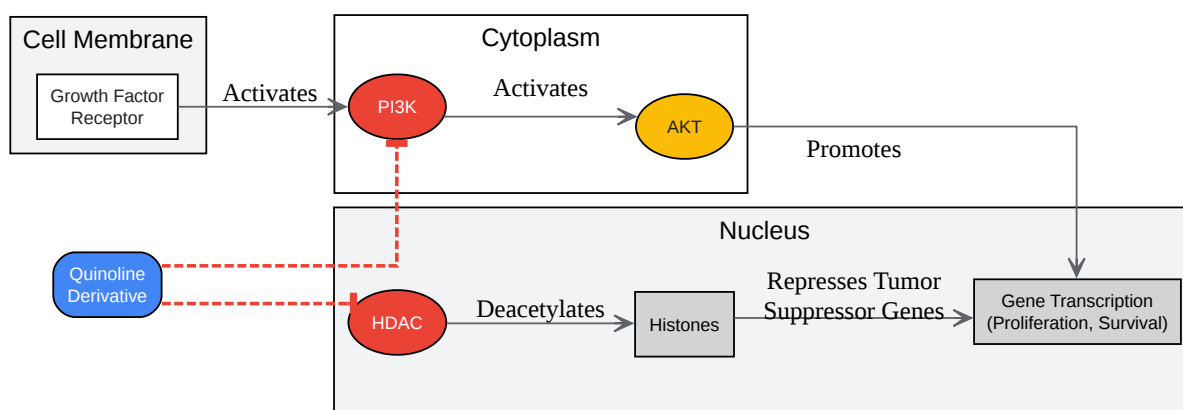 Cell Membrane
Growth Factor
Receptor
Activates
Cytoplasm
PI3K
Activates
AKT
Promotes
Quinoline
Derivative
Nucleus
HDAC
Deacetylates
Histones
Represses Tumor
Suppressor Genes
Gene Transcription
(Proliferation, Survival)